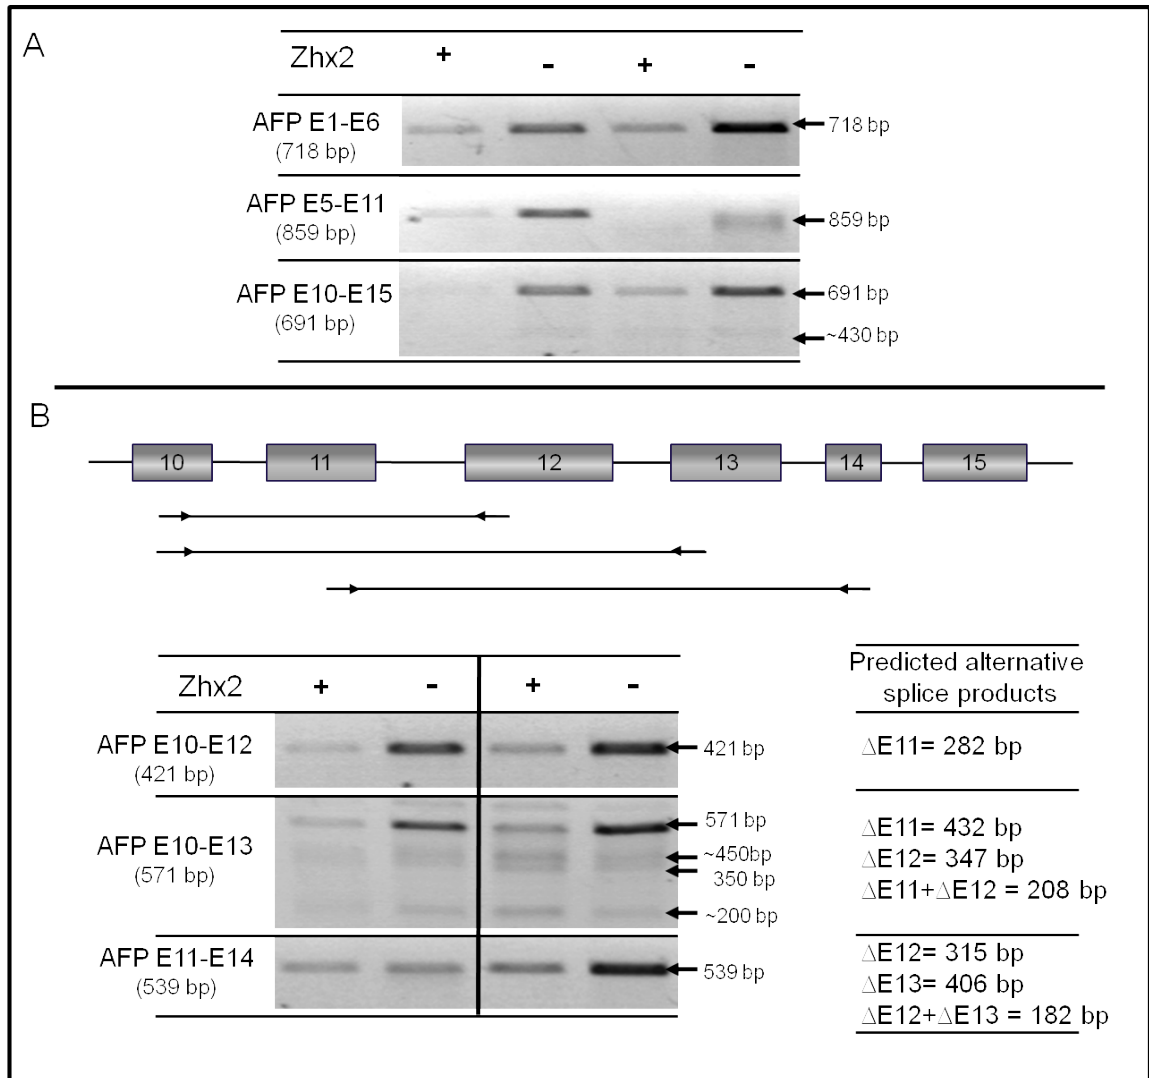 A
Zhx2 + - + -
AFP E1-E6
(718 bp)
718 bp
AFP E5-E11
(859 bp)
859 bp
AFP E10-E15
(691 bp)
691 bp
~430 bp
B
10 11 12 13 14 15
Zhx2 + - + -
AFP E10-E12
(421 bp)
421 bp
AFP E10-E13
(571 bp)
571 bp
~450bp
350 bp
~200 bp
AFP E11-E14
(539 bp)
539 bp
Predicted alternative
splice products
ΔE11= 282 bp
ΔE11= 432 bp
ΔE12= 347 bp
ΔE11+ΔE12 = 208 bp
ΔE12= 315 bp
ΔE13= 406 bp
ΔE12+ΔE13 = 182 bp